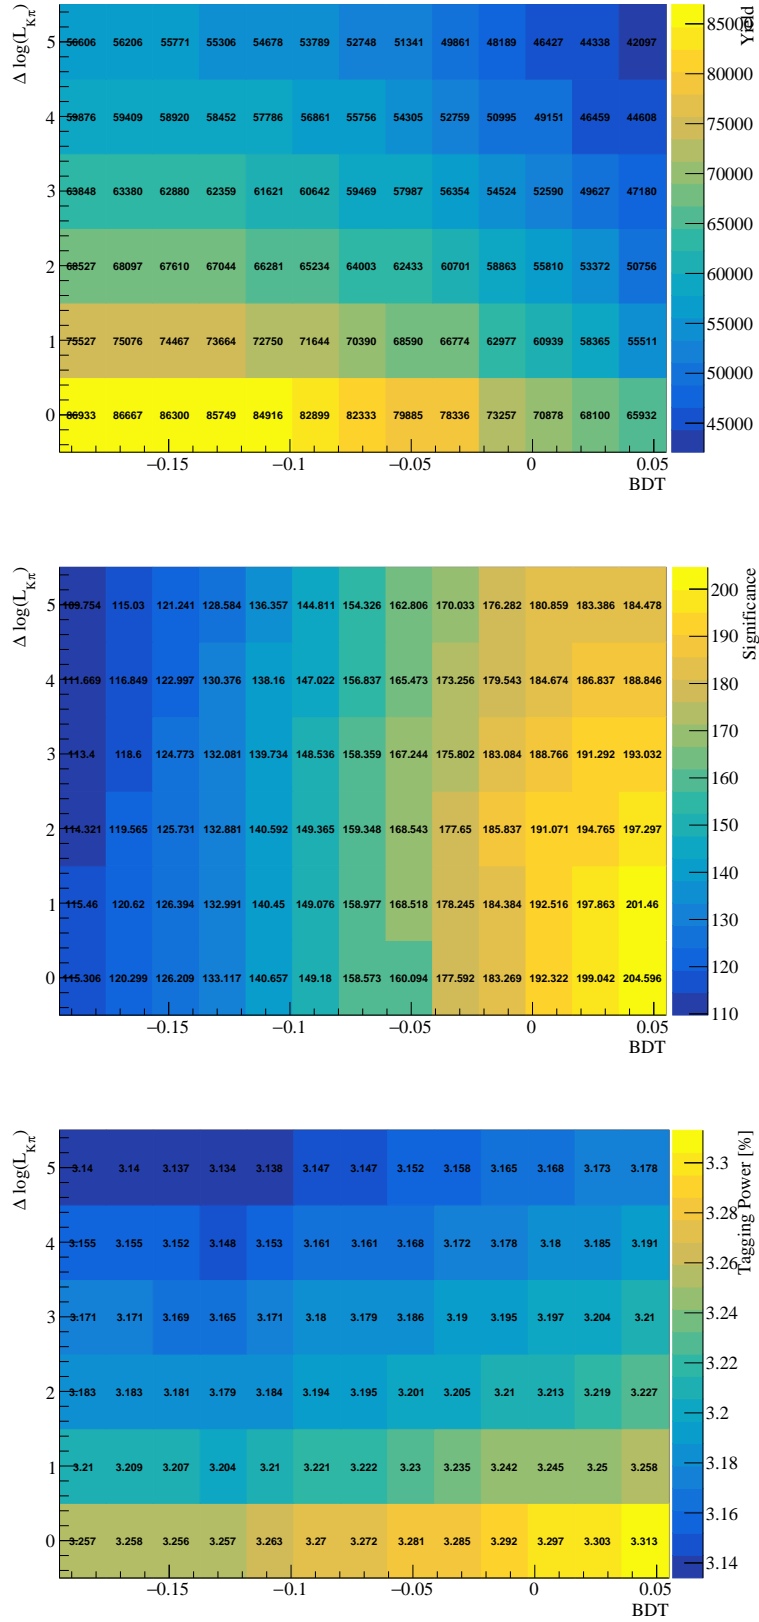 Δ log(L_Kπ)
Yield
5 56606 56206 55771 55306 54678 53789 52748 51341 49861 48189 46427 44338 42097
4 59876 59409 58920 58452 57786 56861 55756 54305 52759 50995 49151 46459 44608
3 63848 63380 62880 62359 61621 60642 59469 57987 56354 54524 52590 49627 47180
2 68527 68097 67610 67044 66281 65234 64003 62433 60701 58863 55810 53372 50756
1 75527 75076 74467 73664 72750 71644 70390 68590 66774 62977 60939 58365 55511
0 86933 86667 86300 85749 84916 82899 82333 79885 78336 73257 70878 68100 65932
−0.15 −0.1 −0.05 0 0.05
BDT
85000
80000
75000
70000
65000
60000
55000
50000
45000
Δ log(L_Kπ)
Significance
5 109.754 115.03 121.241 128.584 136.357 144.811 154.326 162.806 170.033 176.282 180.859 183.386 184.478
4 111.669 116.849 122.997 130.376 138.16 147.022 156.837 165.473 173.256 179.543 184.674 186.837 188.846
3 113.4 118.6 124.773 132.081 139.734 148.536 158.359 167.244 175.802 183.084 188.766 191.292 193.032
2 114.321 119.565 125.731 132.881 140.592 149.365 159.348 168.543 177.65 185.837 191.071 194.765 197.297
1 115.46 120.62 126.394 132.991 140.45 149.076 158.977 168.518 178.245 184.384 192.516 197.863 201.46
0 115.306 120.299 126.209 133.117 140.657 149.18 158.573 160.094 177.592 183.269 192.322 199.042 204.596
−0.15 −0.1 −0.05 0 0.05
BDT
200
190
180
170
160
150
140
130
120
110
Δ log(L_Kπ)
Tagging Power [%]
5 3.14 3.14 3.137 3.134 3.138 3.147 3.147 3.152 3.158 3.165 3.168 3.173 3.178
4 3.155 3.155 3.152 3.148 3.153 3.161 3.161 3.168 3.172 3.178 3.18 3.185 3.191
3 3.171 3.171 3.169 3.165 3.171 3.18 3.179 3.186 3.19 3.195 3.197 3.204 3.21
2 3.183 3.183 3.181 3.179 3.184 3.194 3.195 3.201 3.205 3.21 3.213 3.219 3.227
1 3.21 3.209 3.207 3.204 3.21 3.221 3.222 3.23 3.235 3.242 3.245 3.25 3.258
0 3.257 3.258 3.256 3.257 3.263 3.27 3.272 3.281 3.285 3.292 3.297 3.303 3.313
−0.15 −0.1 −0.05 0 0.05
BDT
3.3
3.28
3.26
3.24
3.22
3.2
3.18
3.16
3.14